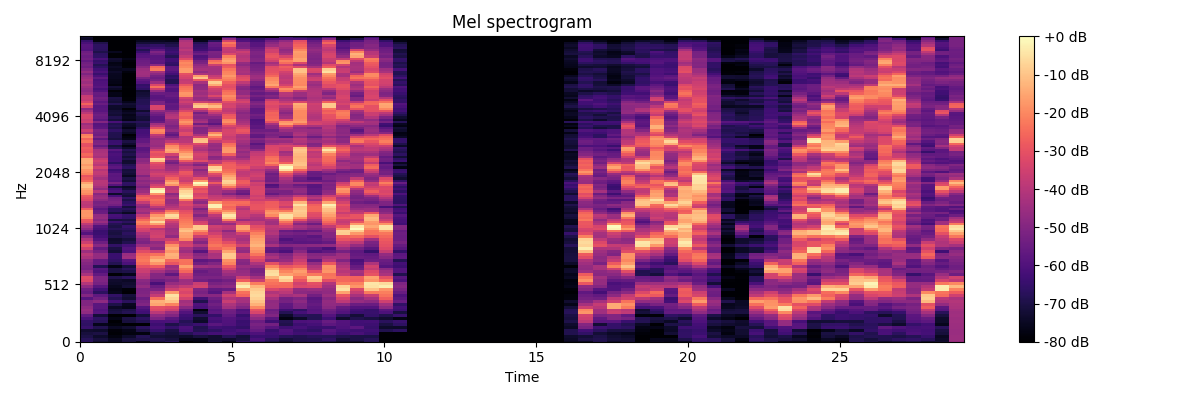 Mel spectrogram
Hz
8192
4096
2048
1024
512
0
0 5 10 15 20 25
Time
+0 dB
-10 dB
-20 dB
-30 dB
-40 dB
-50 dB
-60 dB
-70 dB
-80 dB